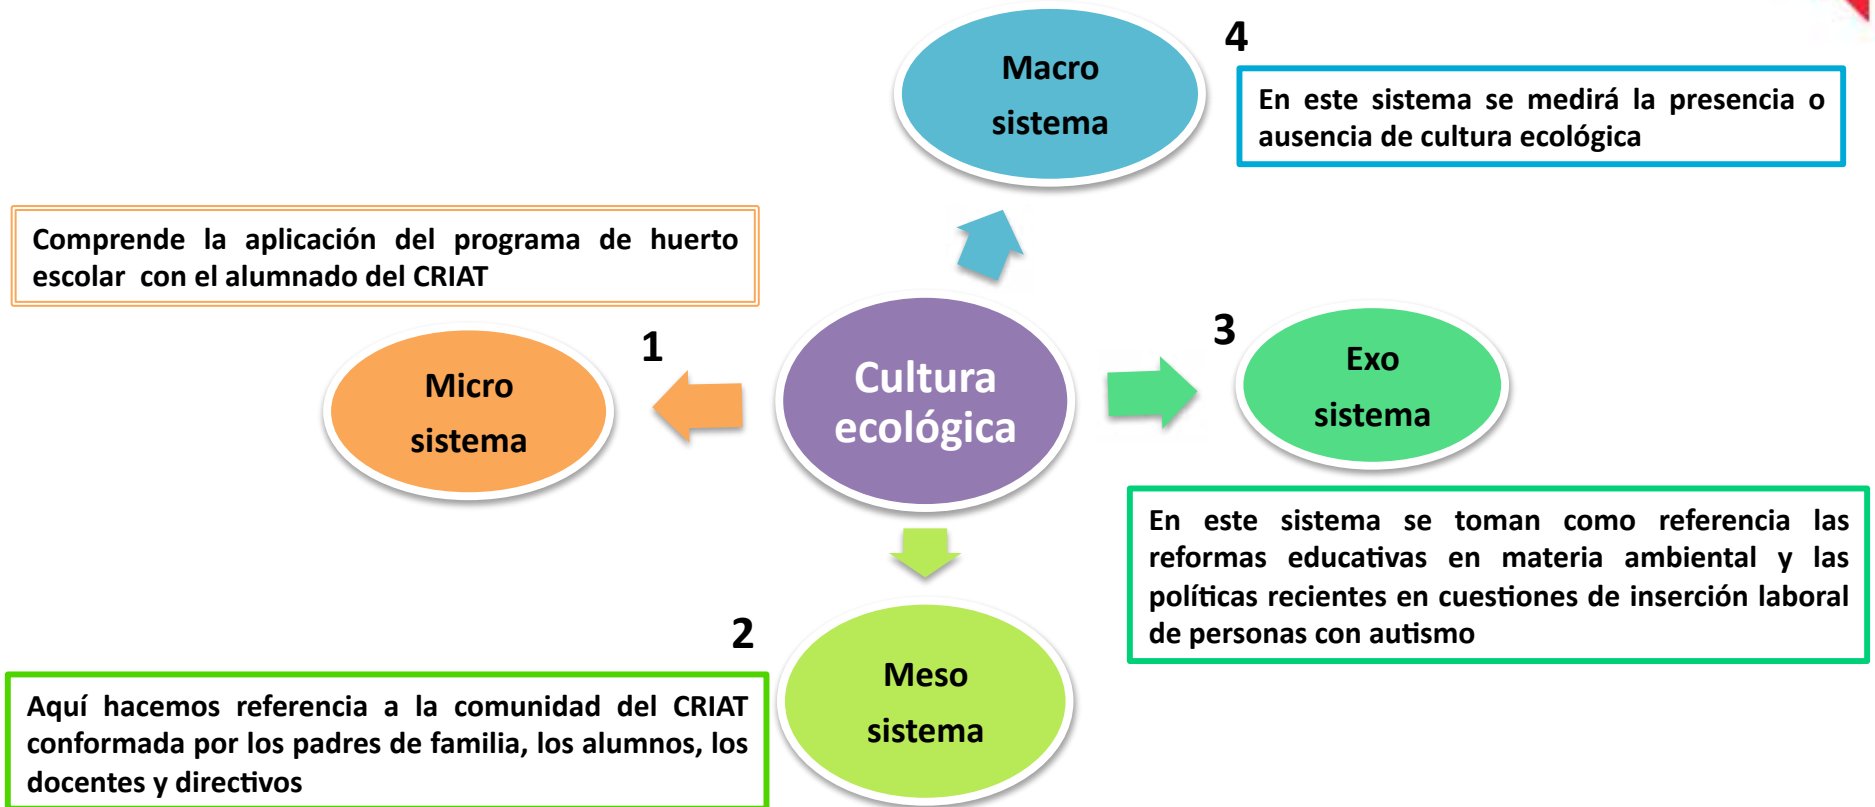 4
Macro
sistema
En este sistema se medirá la presencia o
ausencia de cultura ecológica
Comprende la aplicación del programa de huerto
escolar con el alumnado del CRIAT
1
Micro
sistema
Cultura
ecológica
3
Exo
sistema
En este sistema se toman como referencia las
reformas educativas en materia ambiental y las
políticas recientes en cuestiones de inserción laboral
de personas con autismo
2
Meso
sistema
Aquí hacemos referencia a la comunidad del CRIAT
conformada por los padres de familia, los alumnos, los
docentes y directivos